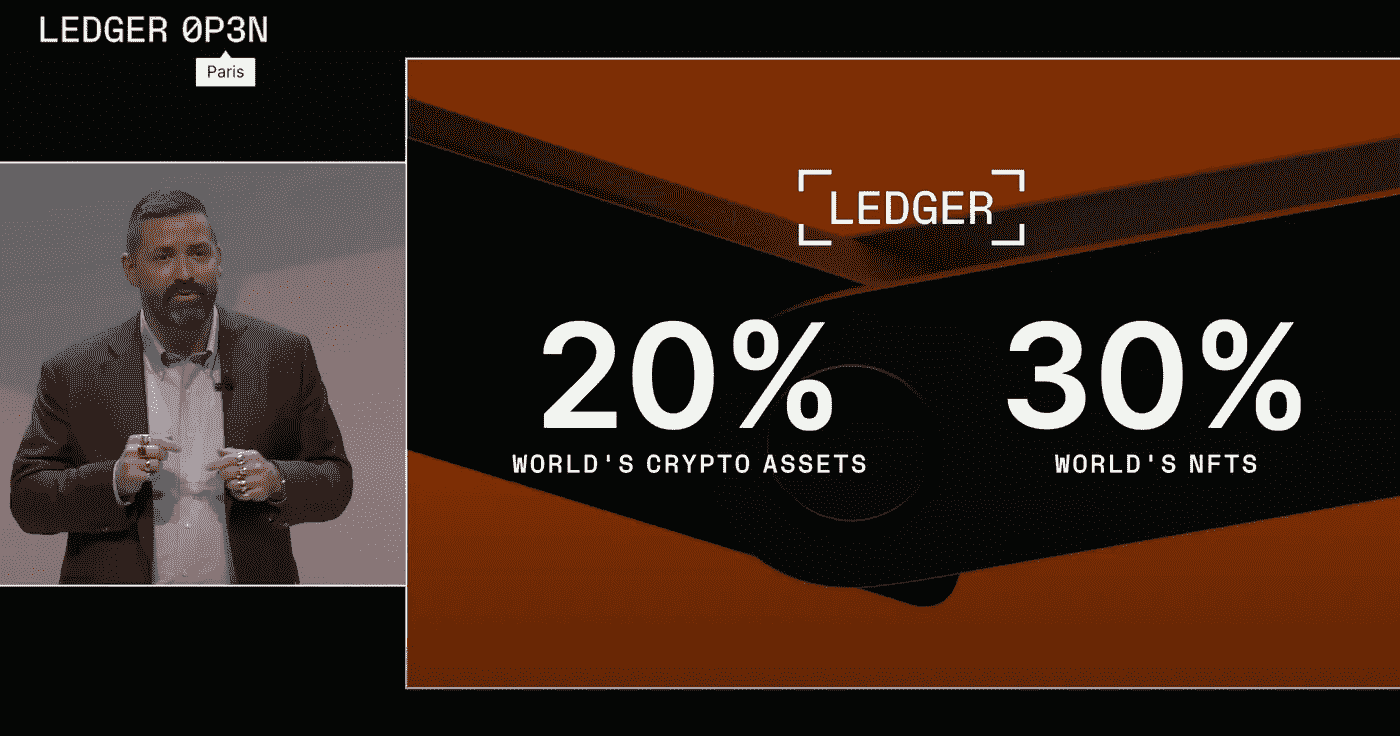 LEDGER 0P3N
Paris
LEDGER
20%
WORLD'S CRYPTO ASSETS
30%
WORLD'S NFTS